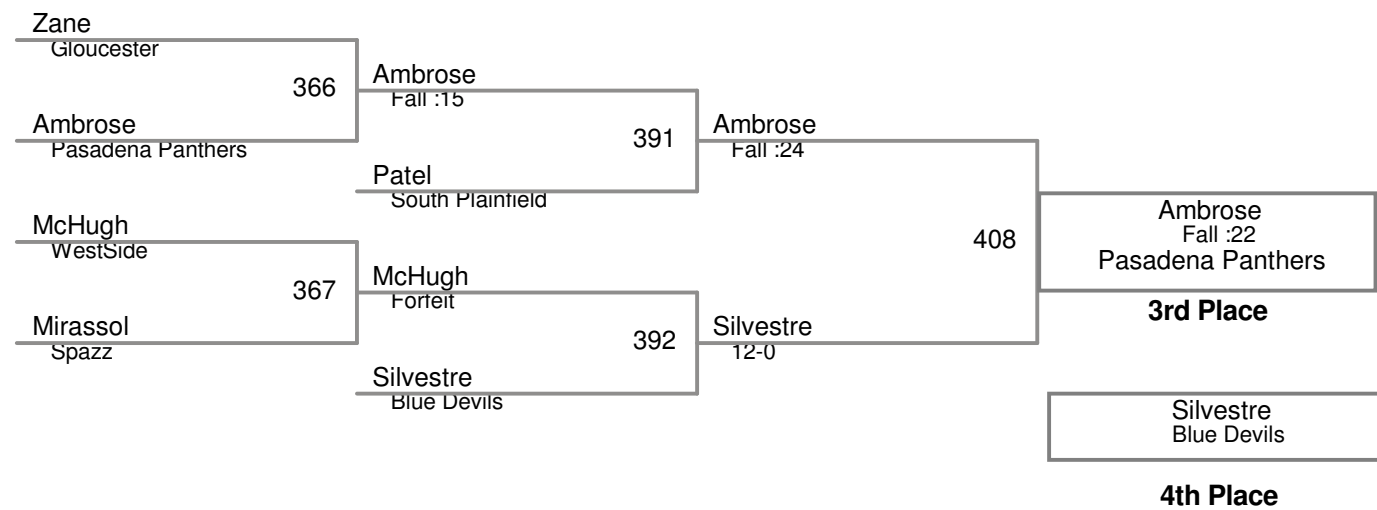 Zane
Gloucester
366
Ambrose
Fall :15
Ambrose
Pasadena Panthers
391
Ambrose
Fall :24
Patel
South Plainfield
McHugh
WestSide
408
Ambrose
Fall :22
Pasadena Panthers
3rd Place
367
McHugh
Forfeit
Mirassol
Spazz
392
Silvestre
12-0
Silvestre
Blue Devils
Silvestre
Blue Devils
4th Place